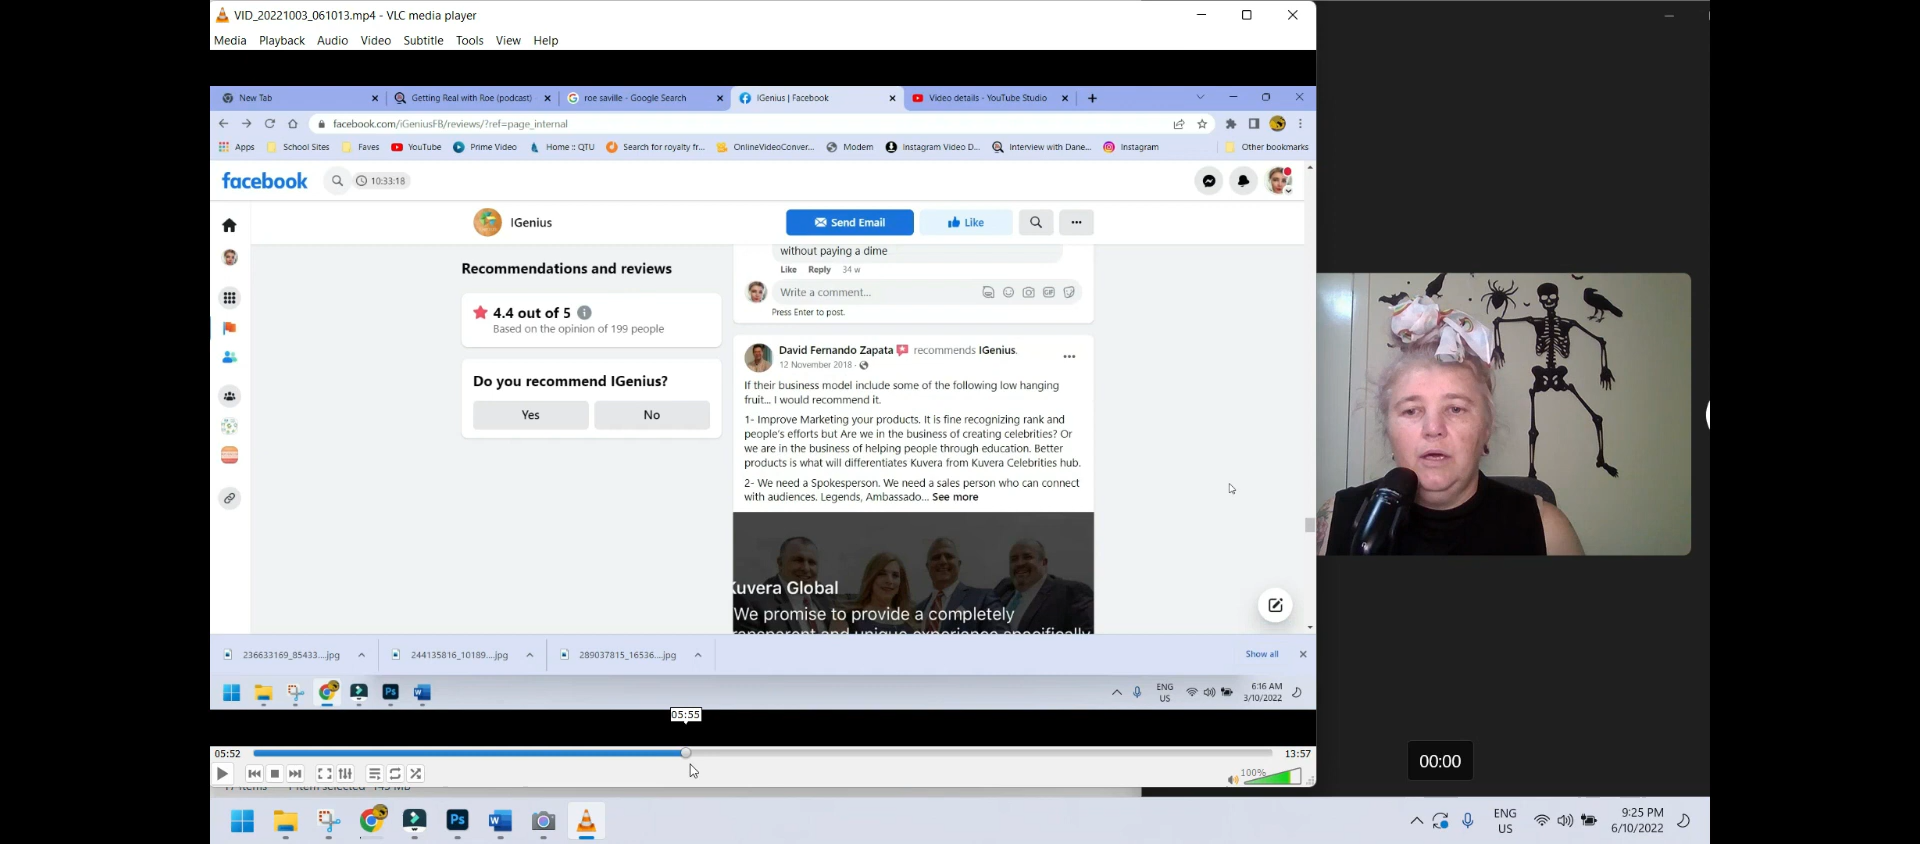 VID_20221003_061013.mp4 - VLC media player
Media Playback Audio Video Subtitle Tools View Help
New Tab
Getting Real with Roe (podcast)
roe saville - Google Search
IGenius | Facebook
Video details - YouTube Studio
facebook.com/iGeniusFB/reviews/?ref=page_internal
Apps School Sites Faves YouTube Prime Video Home :: QTU Search for royalty fr... OnlineVideoConver... Modem Instagram Video D... Interview with Dane... Instagram Other bookmarks
facebook
10:33:18
IGenius
Send Email
Like
...
without paying a dime
Like Reply 34 w
Write a comment...
GIF
Press Enter to post.
Recommendations and reviews
4.4 out of 5
Based on the opinion of 199 people
Do you recommend IGenius?
Yes No
David Fernando Zapata recommends IGenius.
12 November 2018
If their business model include some of the following low hanging
fruit... I would recommend it.
1- Improve Marketing your products. It is fine recognizing rank and
people's efforts but Are we in the business of creating celebrities? Or
we are in the business of helping people through education. Better
products is what will differentiates Kuvera from Kuvera Celebrities hub.
2- We need a Spokesperson. We need a sales person who can connect
with audiences. Legends, Ambassado... See more
Kuvera Global
We promise to provide a completely
236633169_85433....jpg
244135816_10189....jpg
289037815_16536....jpg
Show all
Ps
ENG
US
6:16 AM
3/10/2022
05:55
05:52
13:57
100%
00:00
Ps
ENG
US
9:25 PM
6/10/2022